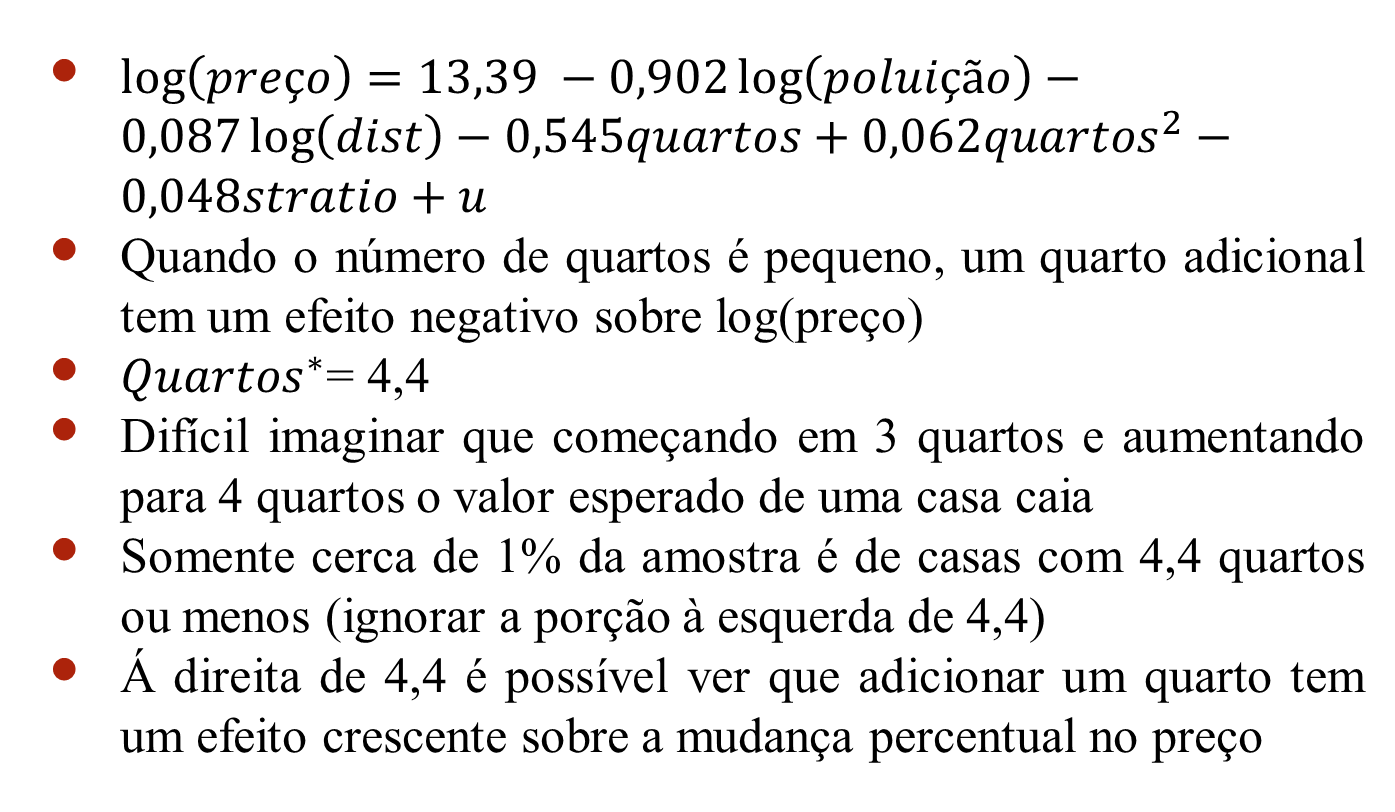 • log(preço) = 13,39 − 0,902 log(poluição) −
0,087 log(dist) − 0,545quartos + 0,062quartos² −
0,048stratio + u
• Quando o número de quartos é pequeno, um quarto adicional
tem um efeito negativo sobre log(preço)
• Quartos*= 4,4
• Difícil imaginar que começando em 3 quartos e aumentando
para 4 quartos o valor esperado de uma casa caia
• Somente cerca de 1% da amostra é de casas com 4,4 quartos
ou menos (ignorar a porção à esquerda de 4,4)
• Á direita de 4,4 é possível ver que adicionar um quarto tem
um efeito crescente sobre a mudança percentual no preço